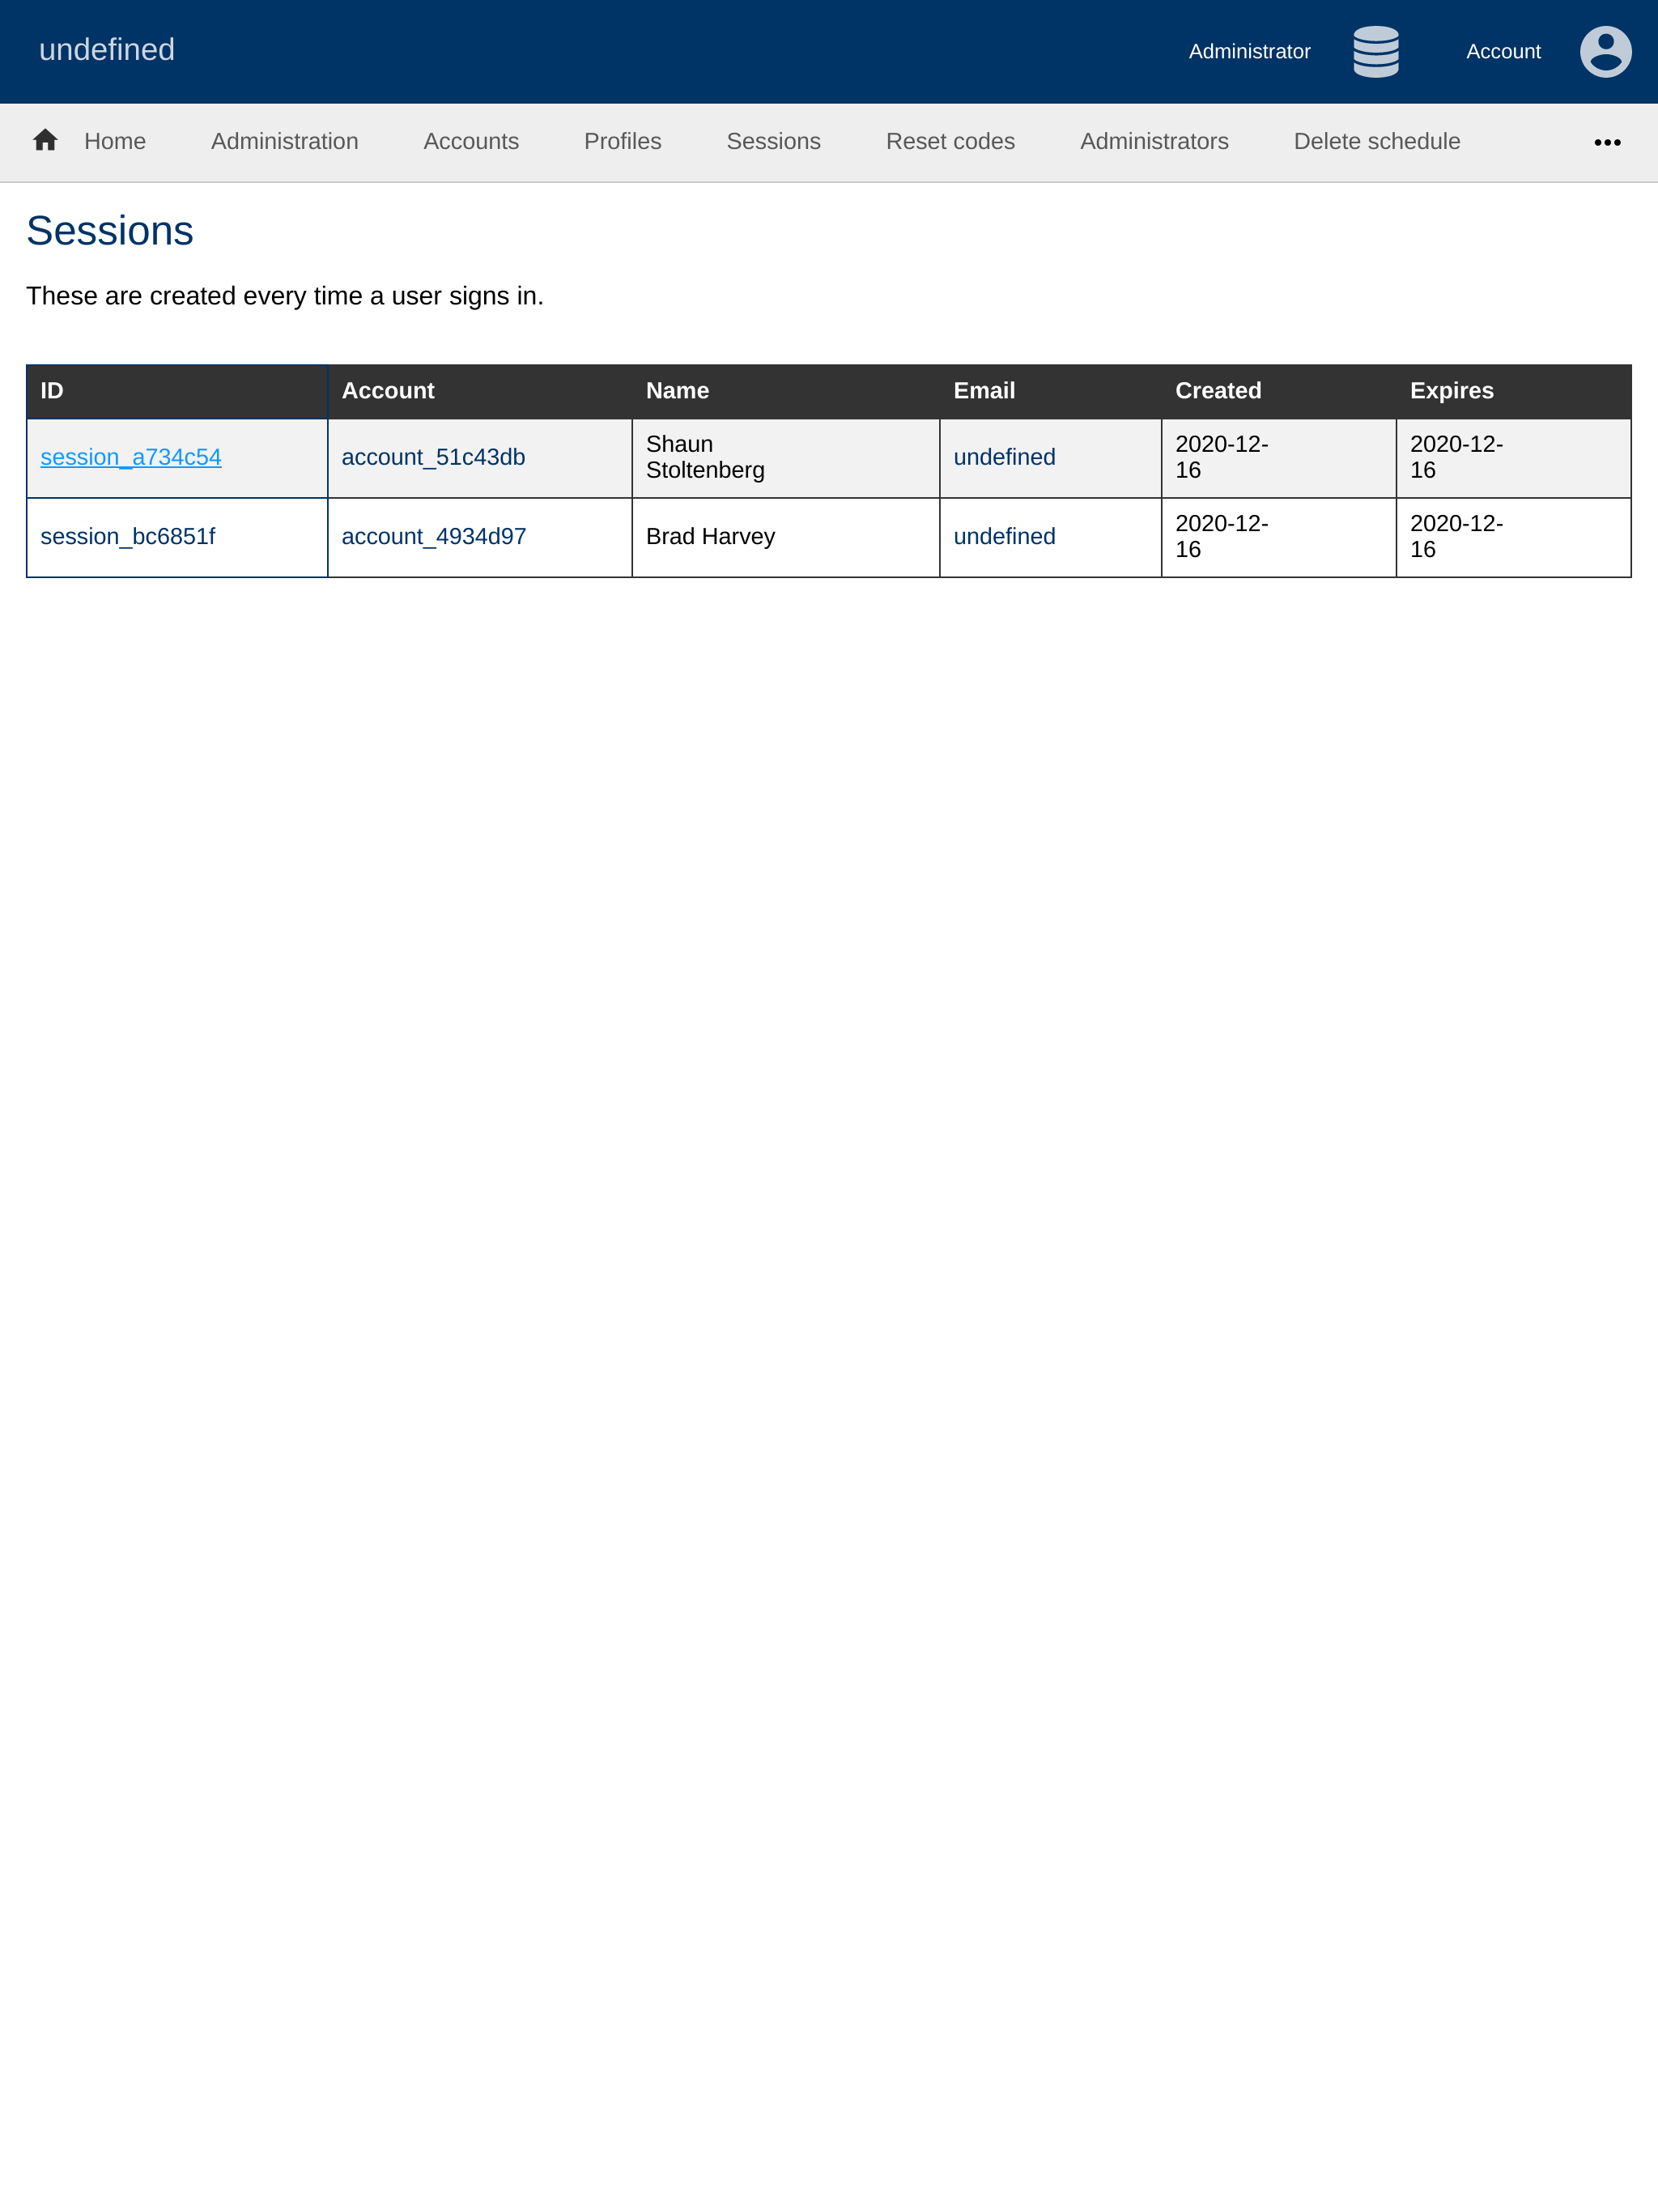 undefined
Administrator
Account
Home
Administration
Accounts
Profiles
Sessions
Reset codes
Administrators
Delete schedule
Sessions
These are created every time a user signs in.
ID Account Name Email Created Expires
session_a734c54
account_51c43db
Shaun
Stoltenberg
undefined
2020-12-
16
2020-12-
16
session_bc6851f
account_4934d97
Brad Harvey
undefined
2020-12-
16
2020-12-
16